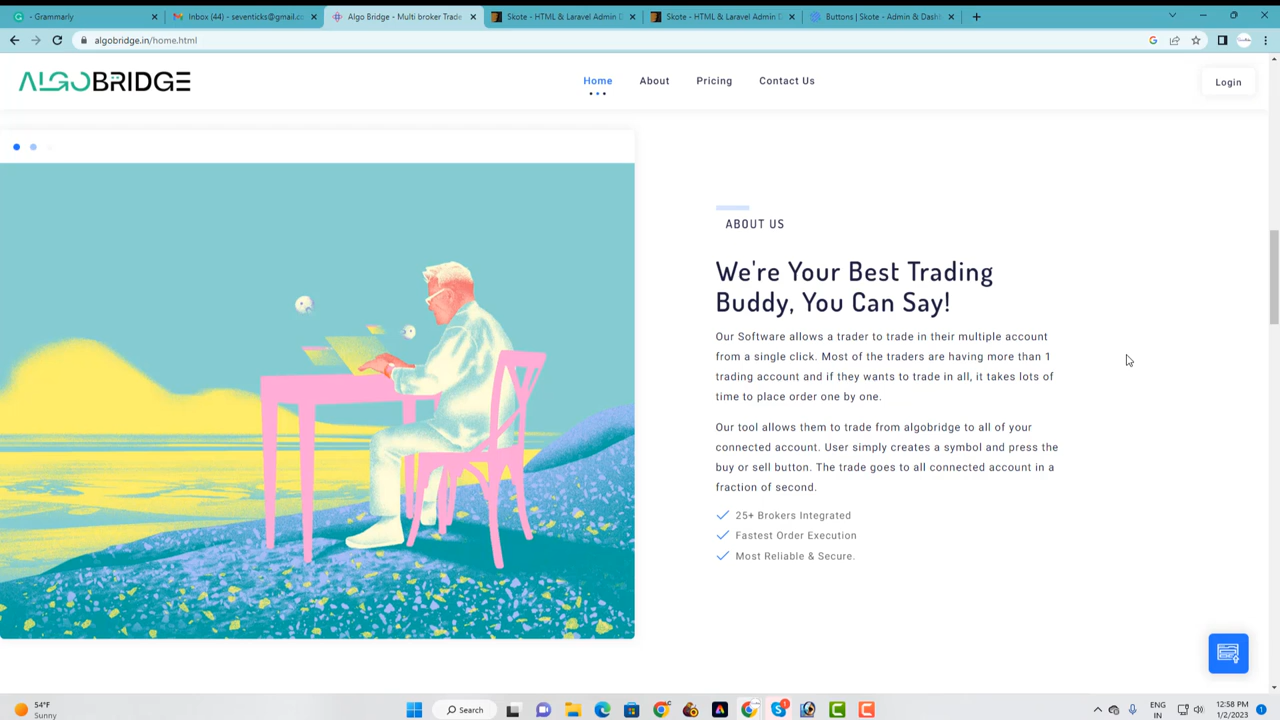 - Grammarly
Inbox (44) - seventicks@gmail.c
Algo Bridge - Multi broker Trade
Skote - HTML & Laravel Admin D
Skote - HTML & Laravel Admin D
Buttons | Skote - Admin & Dash
algobridge.in/home.html
ALGOBRIDGE
Home
About
Pricing
Contact Us
Login
ABOUT US
We're Your Best Trading
Buddy, You Can Say!
Our Software allows a trader to trade in their multiple account
from a single click. Most of the traders are having more than 1
trading account and if they wants to trade in all, it takes lots of
time to place order one by one.
Our tool allows them to trade from algobridge to all of your
connected account. User simply creates a symbol and press the
buy or sell button. The trade goes to all connected account in a
fraction of second.
25+ Brokers Integrated
Fastest Order Execution
Most Reliable & Secure.
54°F
Sunny
Search
ENG
IN
12:58 PM
1/2/2023